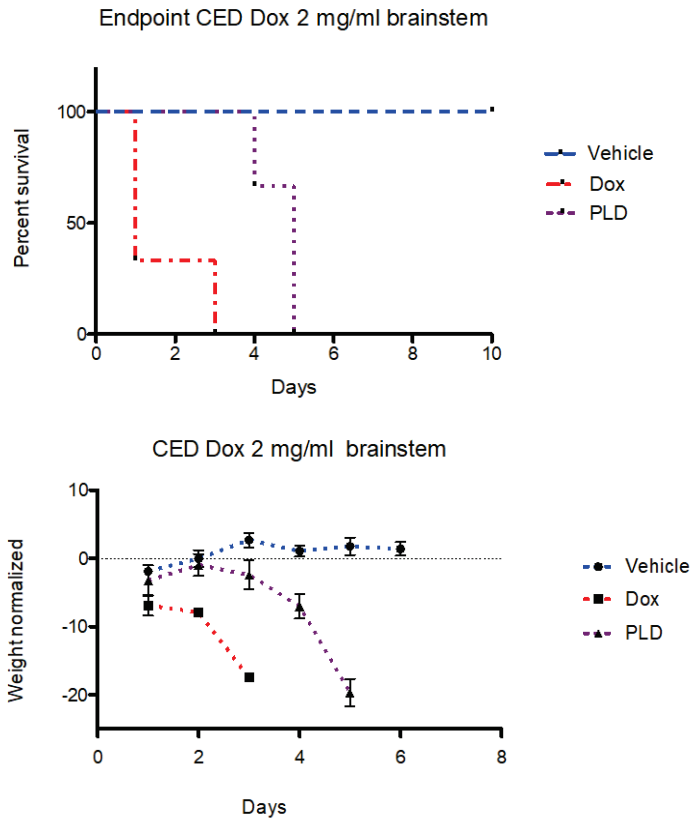 Endpoint CED Dox 2 mg/ml brainstem
100
50
0
Percent survival
0 2 4 6 8 10
Days
Vehicle
Dox
PLD
CED Dox 2 mg/ml brainstem
10
0
-10
-20
Weight normalized
0 2 4 6 8
Days
Vehicle
Dox
PLD